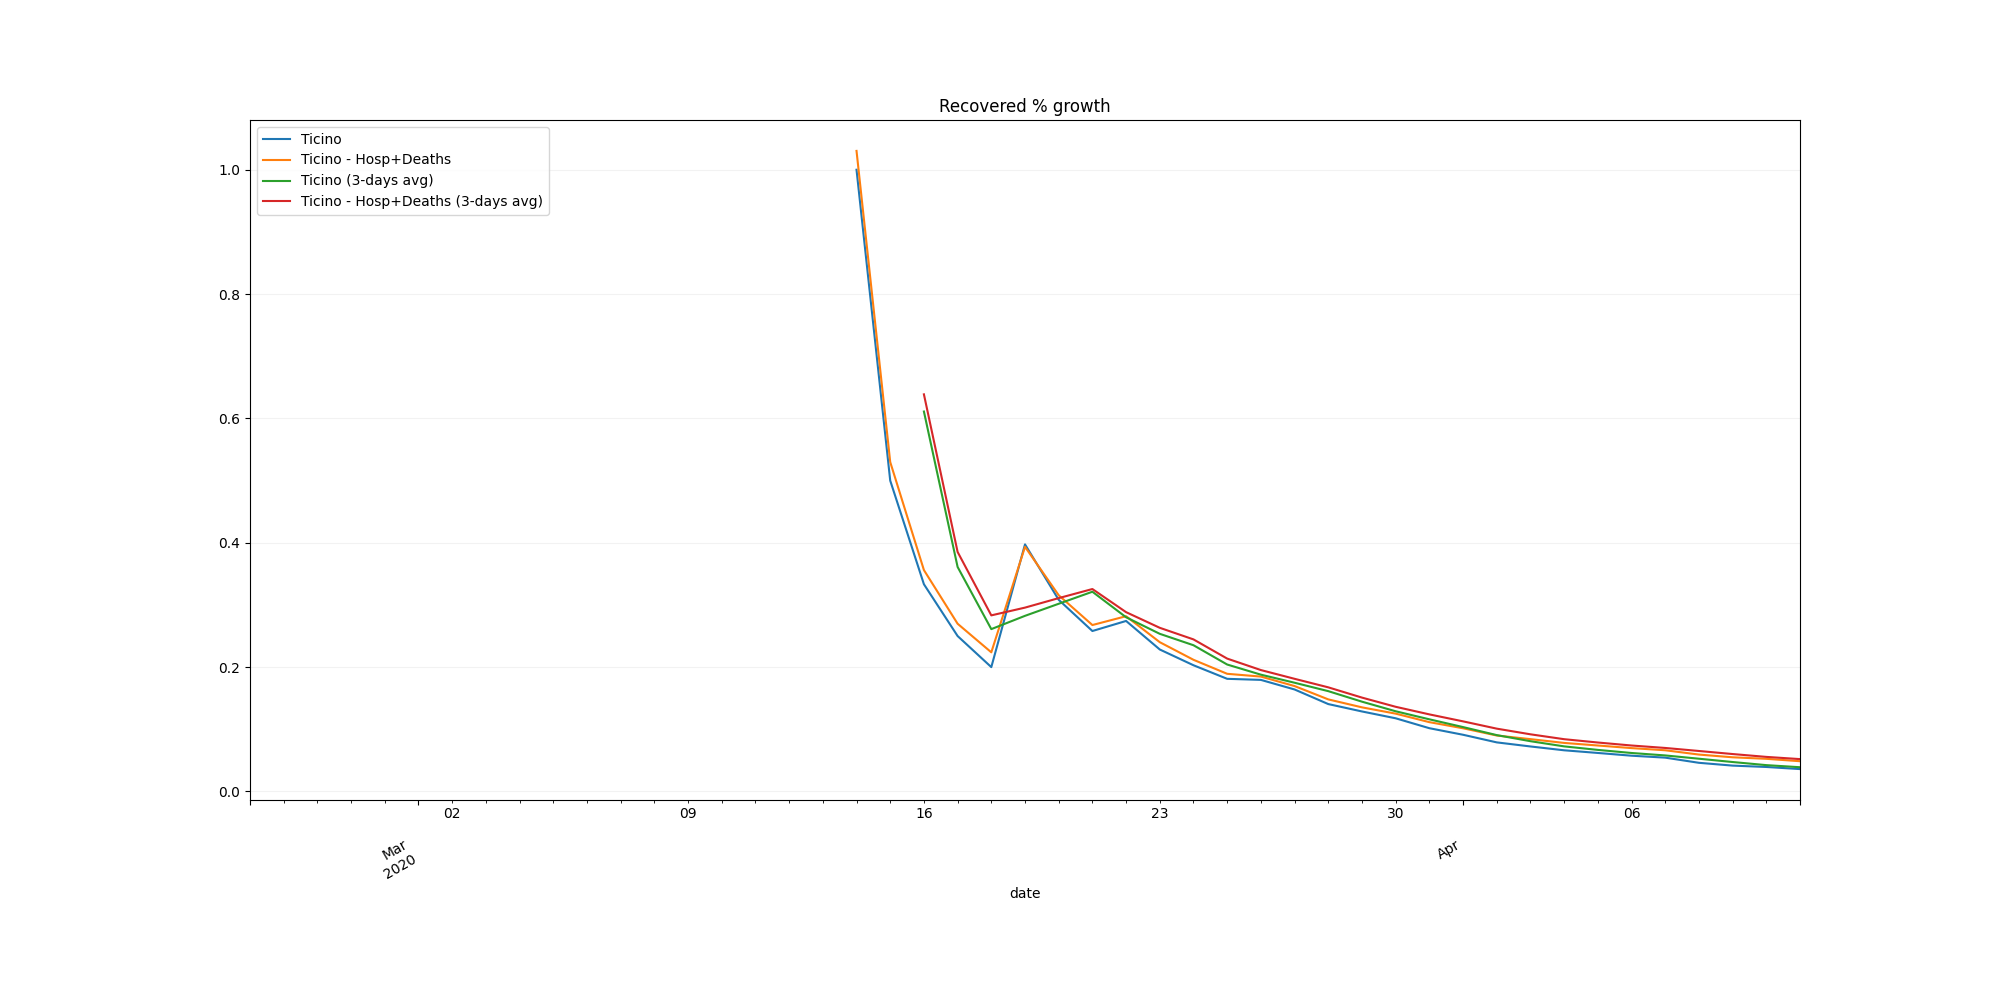 Recovered % growth
Ticino
Ticino - Hosp+Deaths
Ticino (3-days avg)
Ticino - Hosp+Deaths (3-days avg)
1.0
0.8
0.6
0.4
0.2
0.0
02
09
16
23
30
06
Mar
2020
Apr
date